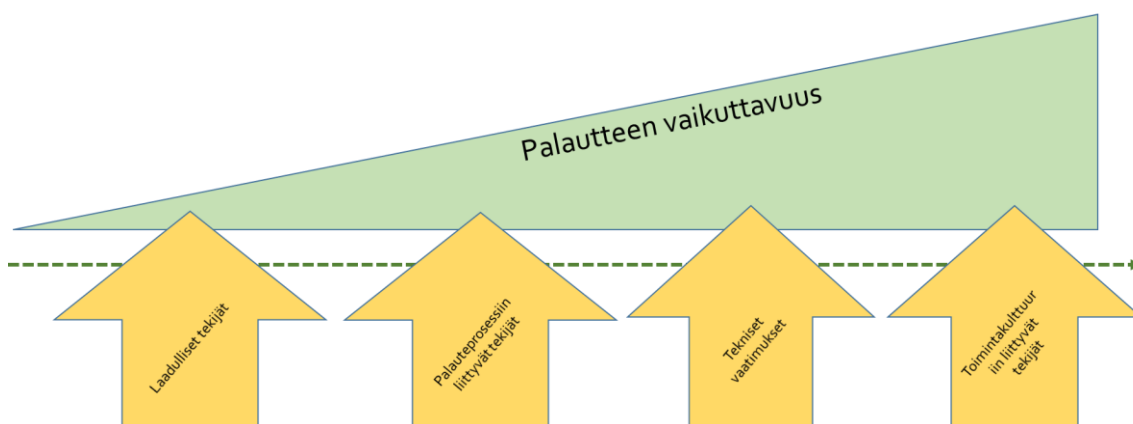 Palautteen vaikuttavuus
Laadulliset tekijät
Palauteprosessiin
liittyvät tekijät
Tekniset
vaatimukset
Toimintakulttuur
iin liittyvät
tekijät